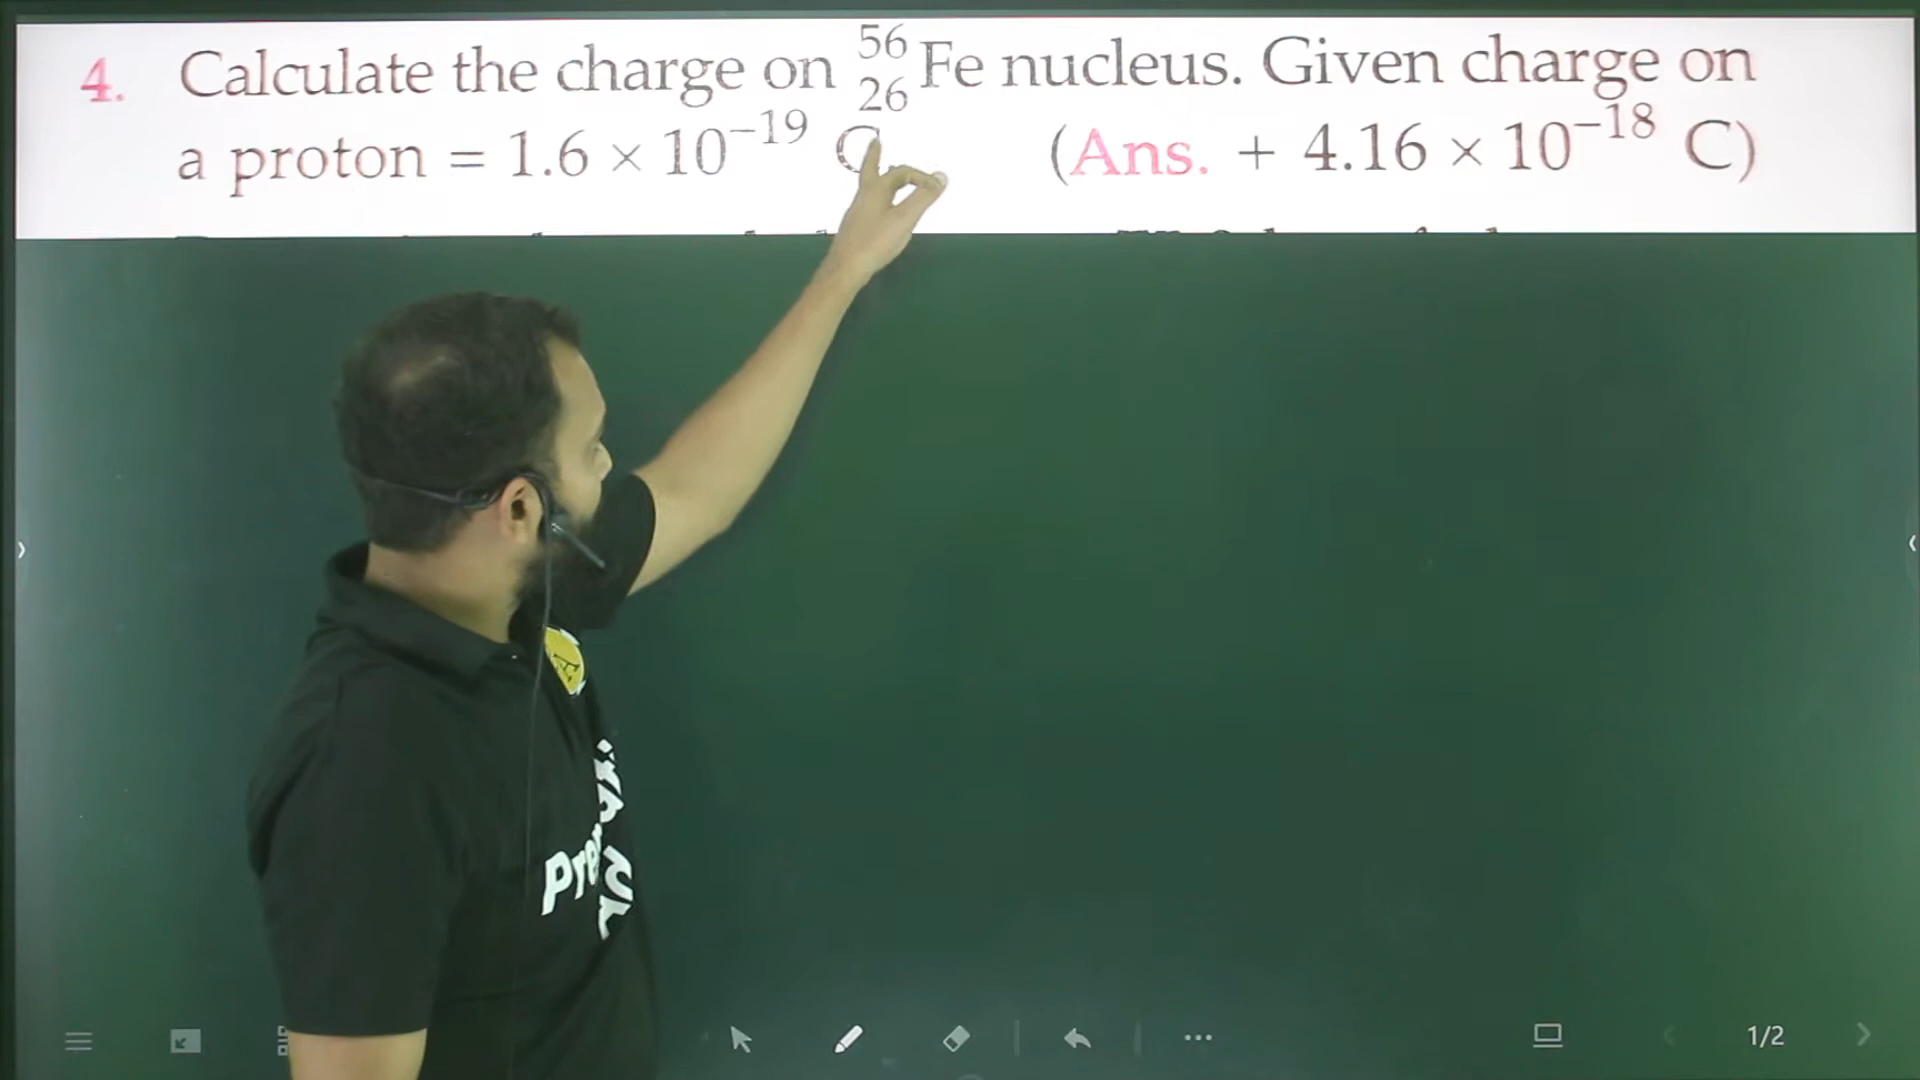 4. Calculate the charge on ⁵⁶₂₆Fe nucleus. Given charge on
a proton = 1.6 × 10⁻¹⁹ C. (Ans. + 4.16 × 10⁻¹⁸ C)
1/2